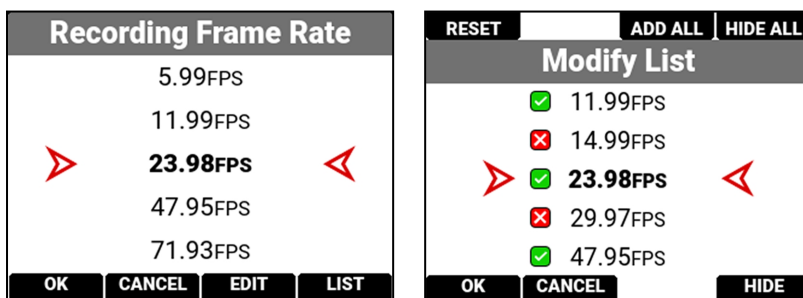 Recording Frame Rate
5.99FPS
11.99FPS
23.98FPS
47.95FPS
71.93FPS
OK CANCEL EDIT LIST
RESET ADD ALL HIDE ALL
Modify List
11.99FPS
14.99FPS
23.98FPS
29.97FPS
47.95FPS
OK CANCEL HIDE